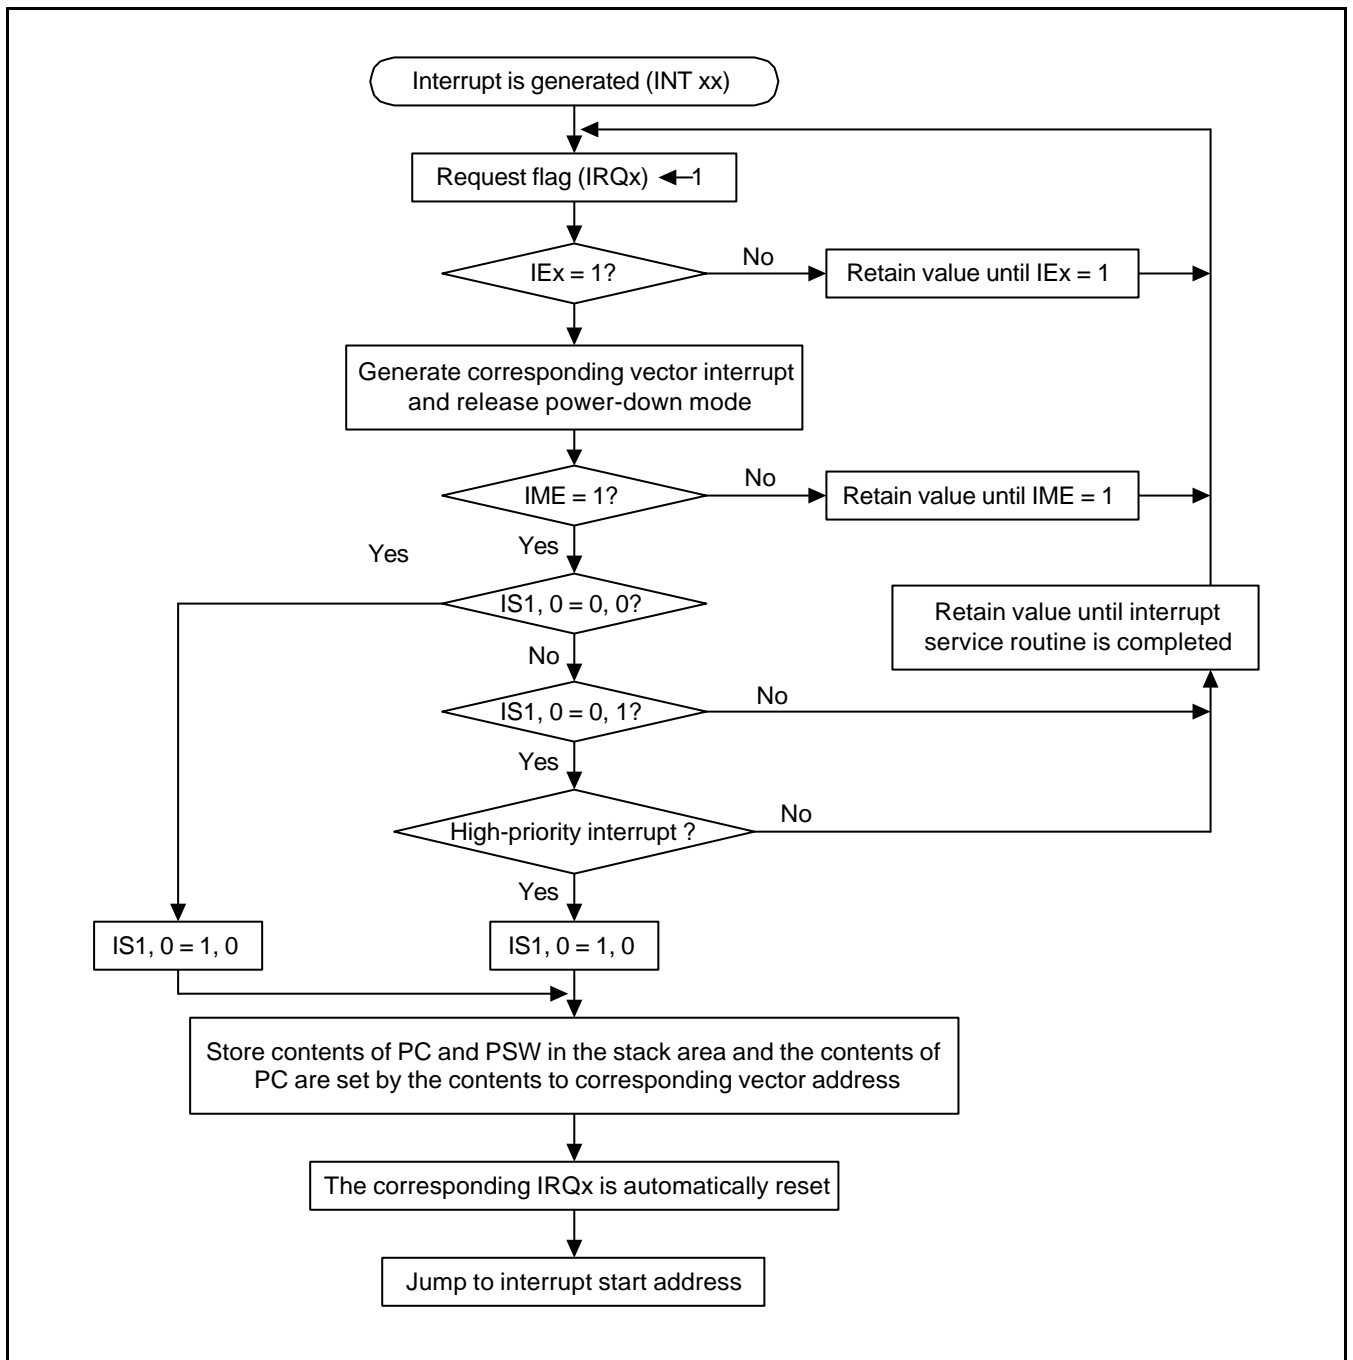 Interrupt is generated (INT xx)
Request flag (IRQx) ←1
IEx = 1?
No
Retain value until IEx = 1
Generate corresponding vector interrupt
and release power-down mode
IME = 1?
No
Retain value until IME = 1
Yes
Yes
IS1, 0 = 0, 0?
Retain value until interrupt
service routine is completed
No
IS1, 0 = 0, 1?
No
Yes
High-priority interrupt ?
No
Yes
IS1, 0 = 1, 0
IS1, 0 = 1, 0
Store contents of PC and PSW in the stack area and the contents of
PC are set by the contents to corresponding vector address
The corresponding IRQx is automatically reset
Jump to interrupt start address